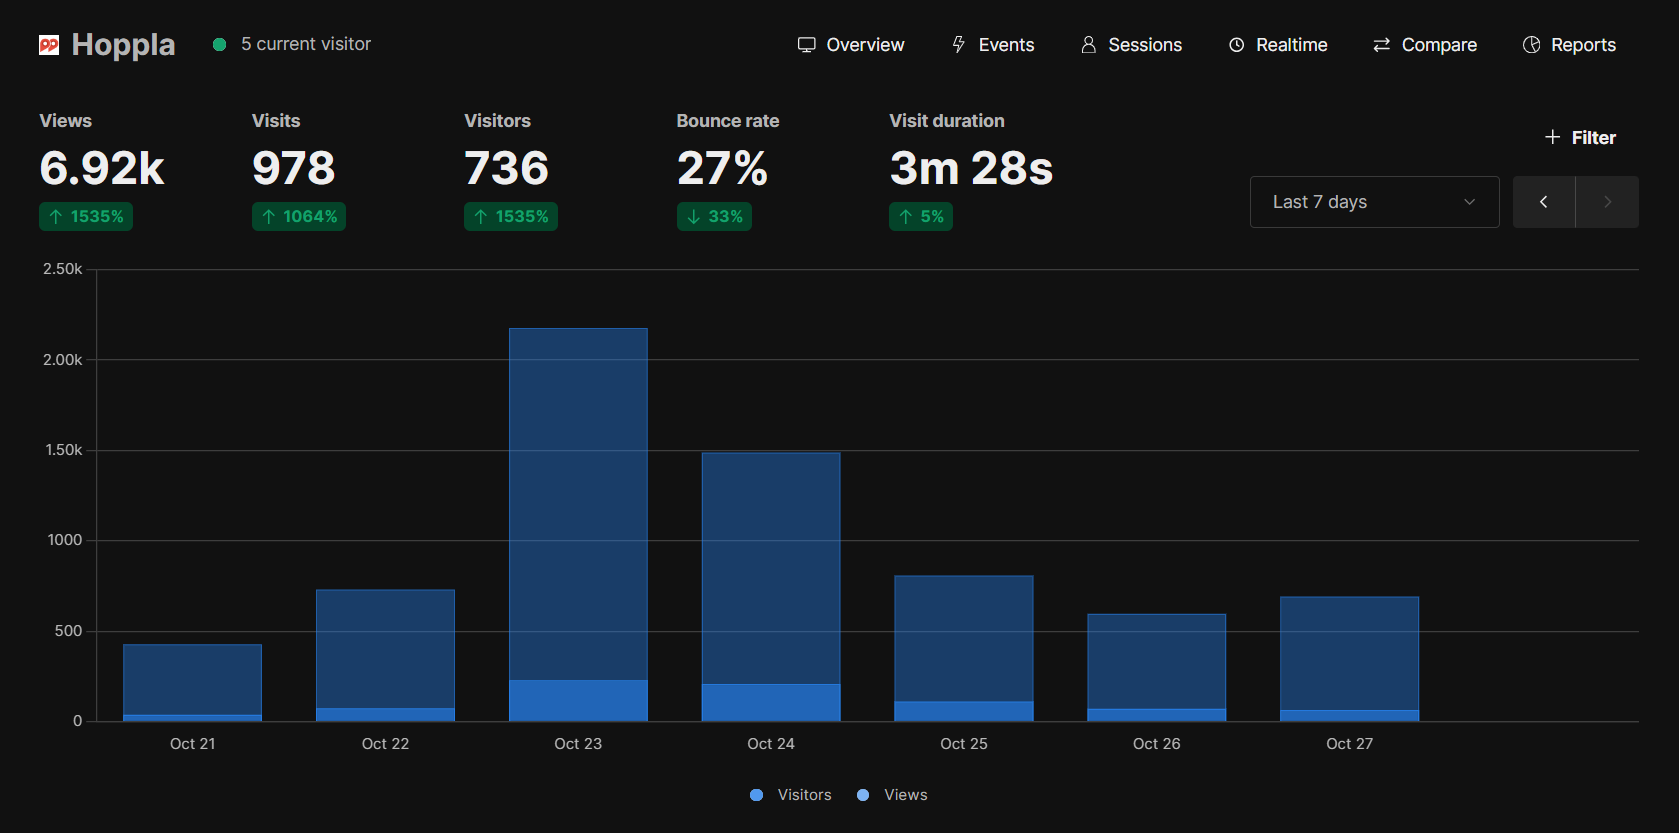 Hoppla
5 current visitor
Overview
Events
Sessions
Realtime
Compare
Reports
Views
6.92k
↑ 1535%
Visits
978
↑ 1064%
Visitors
736
↑ 1535%
Bounce rate
27%
↓ 33%
Visit duration
3m 28s
↑ 5%
+ Filter
Last 7 days
2.50k
2.00k
1.50k
1000
500
0
Oct 21
Oct 22
Oct 23
Oct 24
Oct 25
Oct 26
Oct 27
Visitors
Views